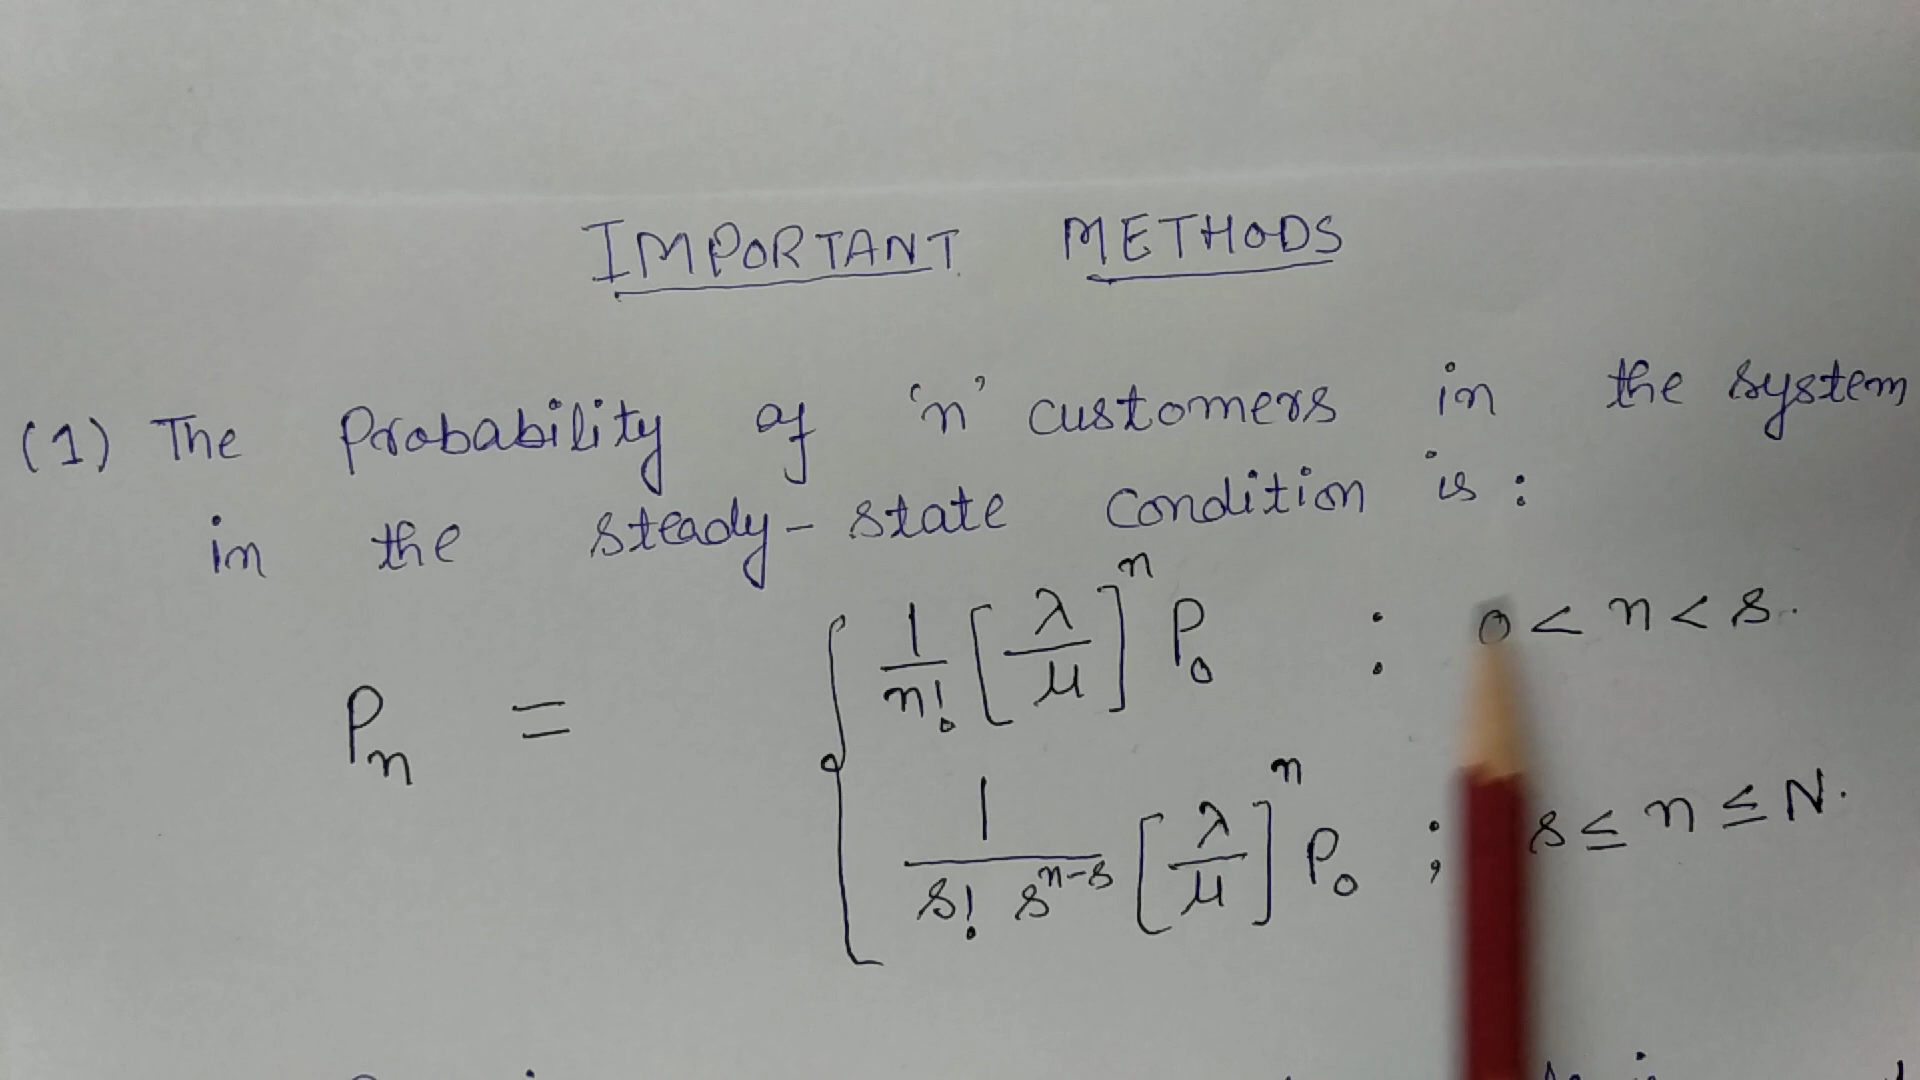 IMPORTANT METHODS
(1) The Probability of 'n' customers in the system
in the steady-state condition is:
Pₙ = { 1/n! [λ/μ]ⁿ P₀ : 0 < n < s.
1/(s! sⁿ⁻ˢ) [λ/μ]ⁿ P₀ ; s ≤ n ≤ N.